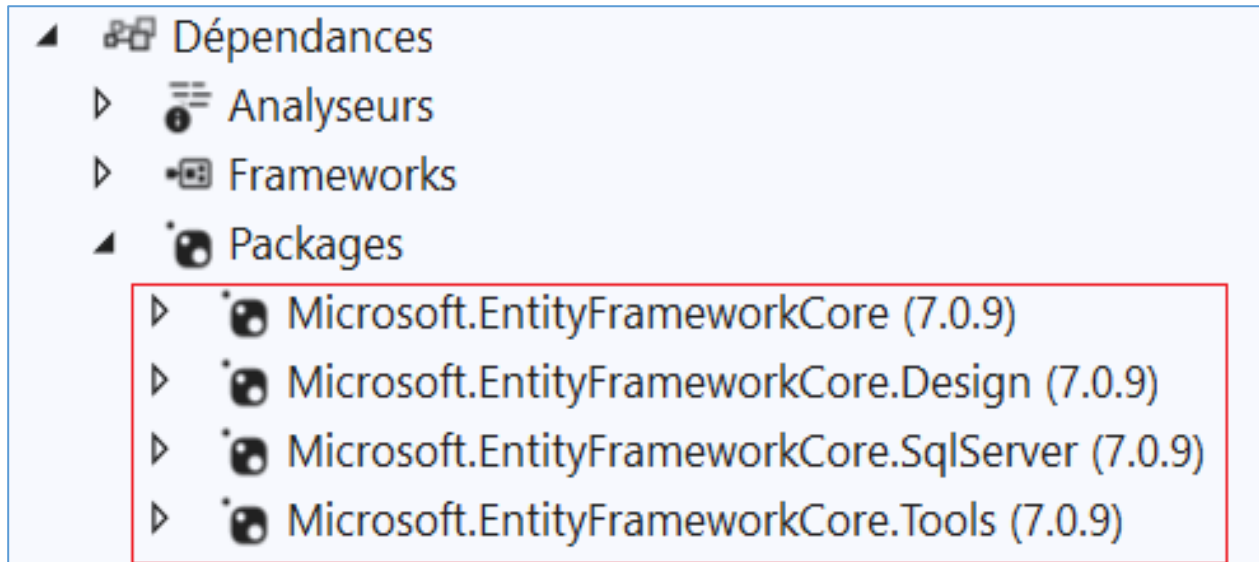 Dépendances
Analyseurs
Frameworks
Packages
Microsoft.EntityFrameworkCore (7.0.9)
Microsoft.EntityFrameworkCore.Design (7.0.9)
Microsoft.EntityFrameworkCore.SqlServer (7.0.9)
Microsoft.EntityFrameworkCore.Tools (7.0.9)